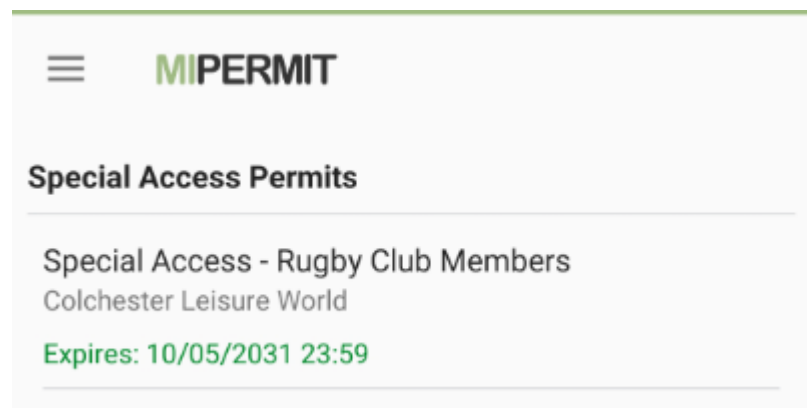 MIPERMIT
Special Access Permits
Special Access - Rugby Club Members
Colchester Leisure World
Expires: 10/05/2031 23:59